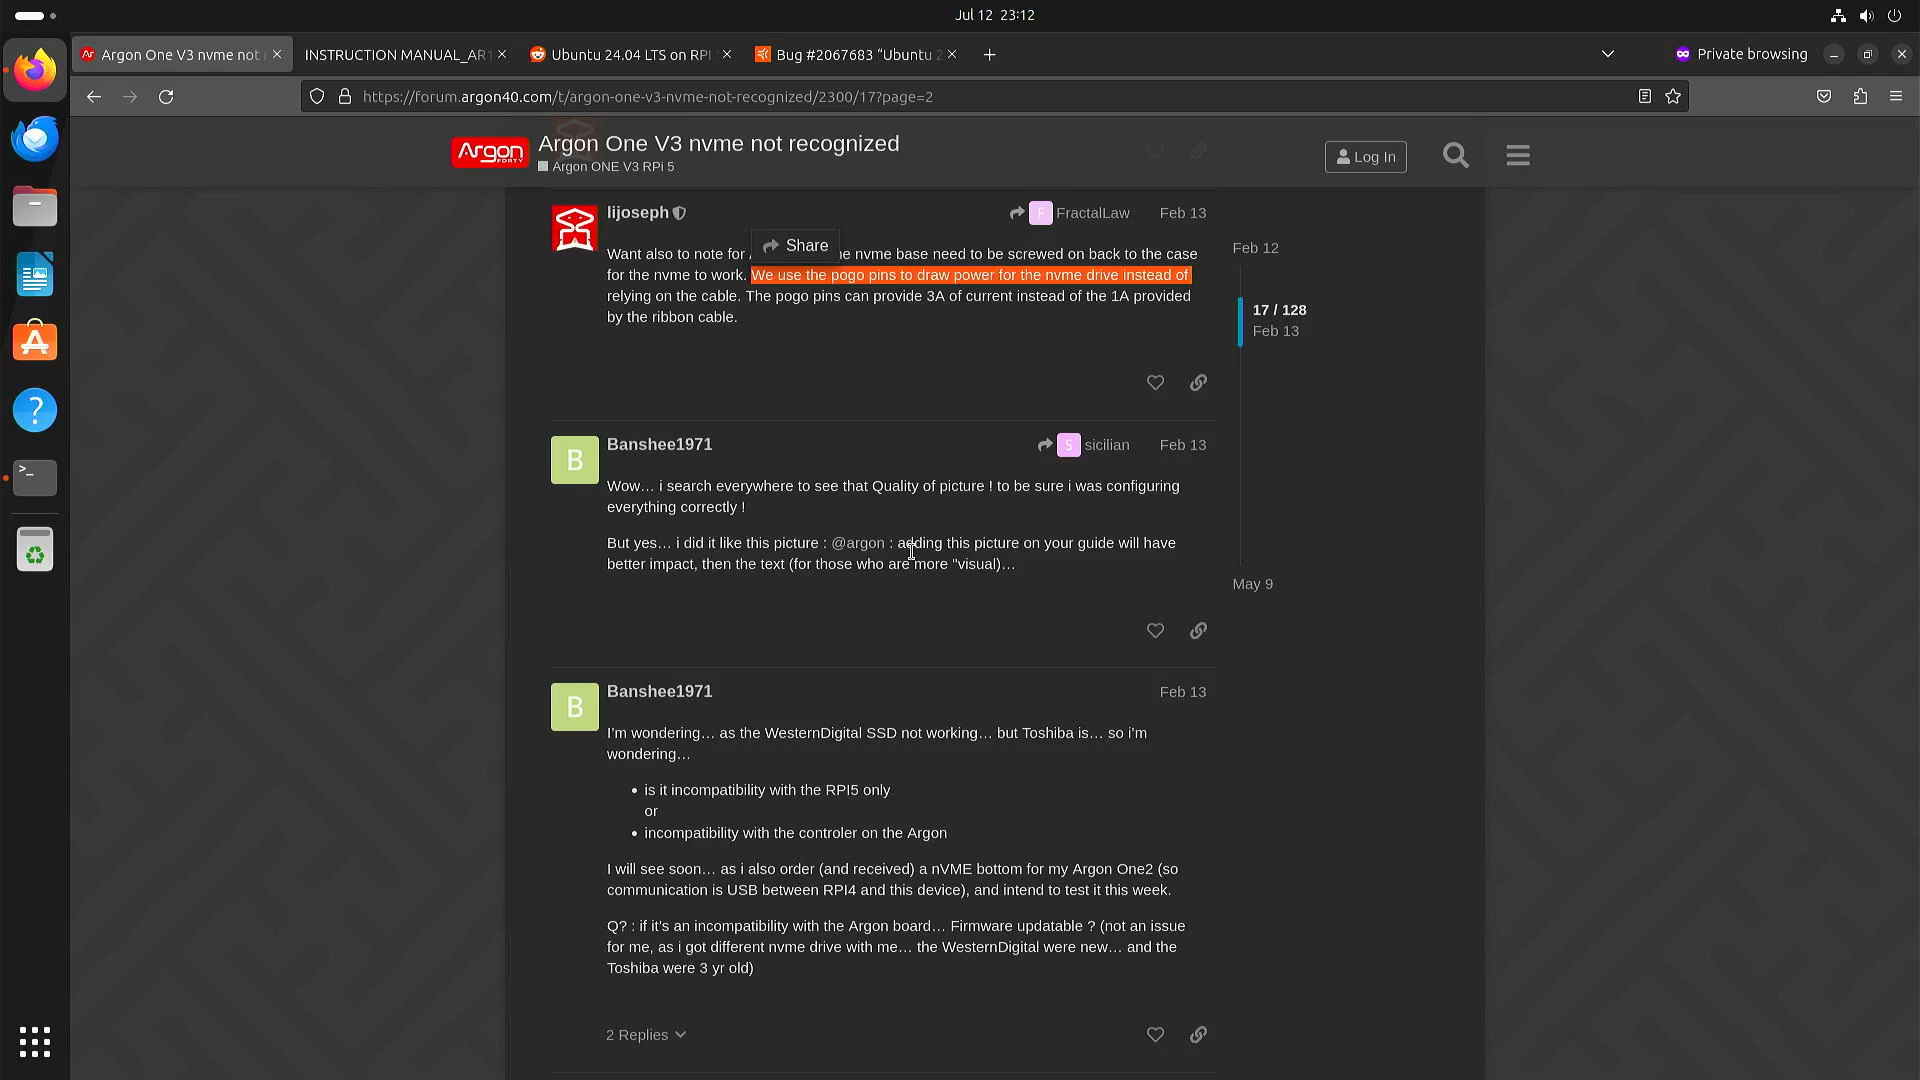 Jul 12 23:12
Argon One V3 nvme not r
INSTRUCTION MANUAL_AR1
Ubuntu 24.04 LTS on RPI
Bug #2067683 “Ubuntu 2
Private browsing
https://forum.argon40.com/t/argon-one-v3-nvme-not-recognized/2300/17?page=2
Argon
FORTY
Argon One V3 nvme not recognized
Argon ONE V3 RPi 5
Log In
lijoseph
F FractalLaw
Feb 13
Share
Want also to note for ne nvme base need to be screwed on back to the case
for the nvme to work. We use the pogo pins to draw power for the nvme drive instead of
relying on the cable. The pogo pins can provide 3A of current instead of the 1A provided
by the ribbon cable.
Feb 12
17 / 128
Feb 13
May 9
B
Banshee1971
S sicilian
Feb 13
Wow… i search everywhere to see that Quality of picture ! to be sure i was configuring
everything correctly !
But yes… i did it like this picture : @argon : adding this picture on your guide will have
better impact, then the text (for those who are more "visual)…
B
Banshee1971
Feb 13
I’m wondering… as the WesternDigital SSD not working… but Toshiba is… so i’m
wondering…
• is it incompatibility with the RPI5 only
or
• incompatibility with the controler on the Argon
I will see soon… as i also order (and received) a nVME bottom for my Argon One2 (so
communication is USB between RPI4 and this device), and intend to test it this week.
Q? : if it’s an incompatibility with the Argon board… Firmware updatable ? (not an issue
for me, as i got different nvme drive with me… the WesternDigital were new… and the
Toshiba were 3 yr old)
2 Replies